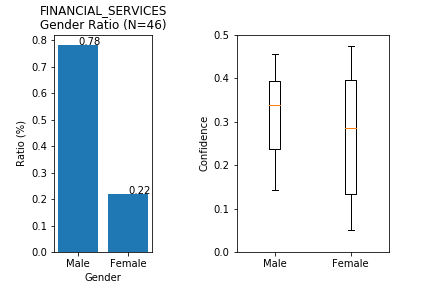 FINANCIAL_SERVICES
Gender Ratio (N=46)
0.8
0.7
0.6
0.5
0.4
0.3
0.2
0.1
0.0
Ratio (%)
0.78
0.22
Male Female
Gender
0.5
0.4
0.3
0.2
0.1
0.0
Confidence
Male Female